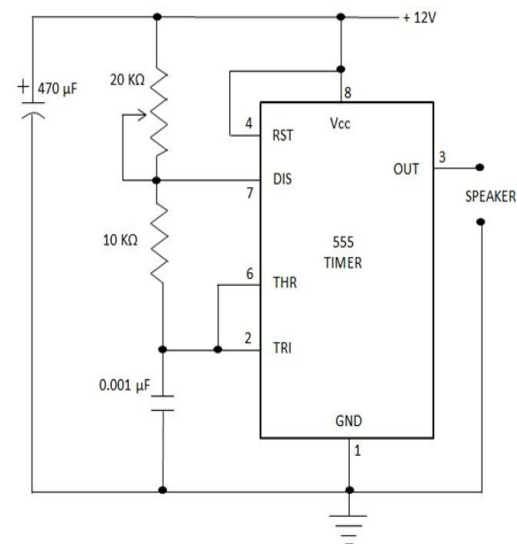 + 12V
+ 470 µF
20 KΩ
8
4
RST
Vcc
3
OUT
DIS
7
SPEAKER
10 KΩ
555
TIMER
6
THR
2
TRI
0.001 µF
GND
1